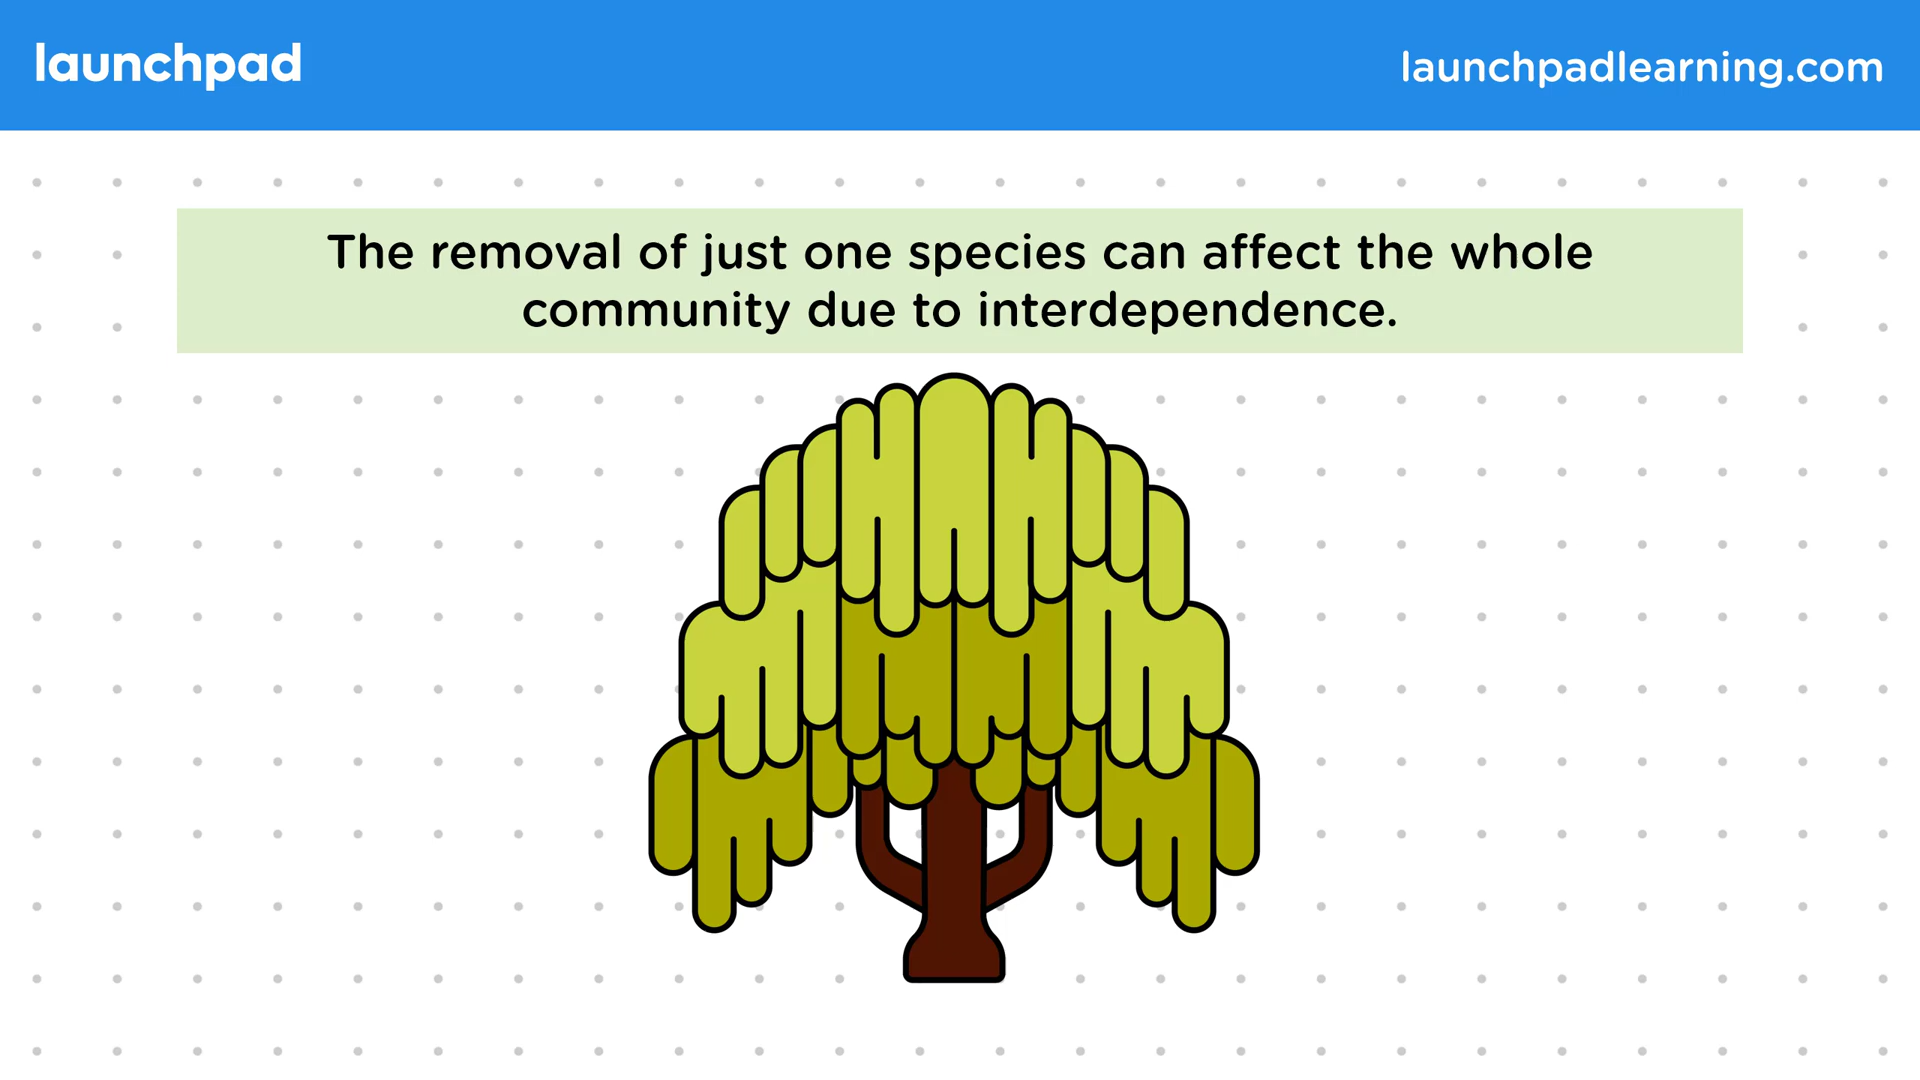 launchpad
launchpadlearning.com
The removal of just one species can affect the whole
community due to interdependence.